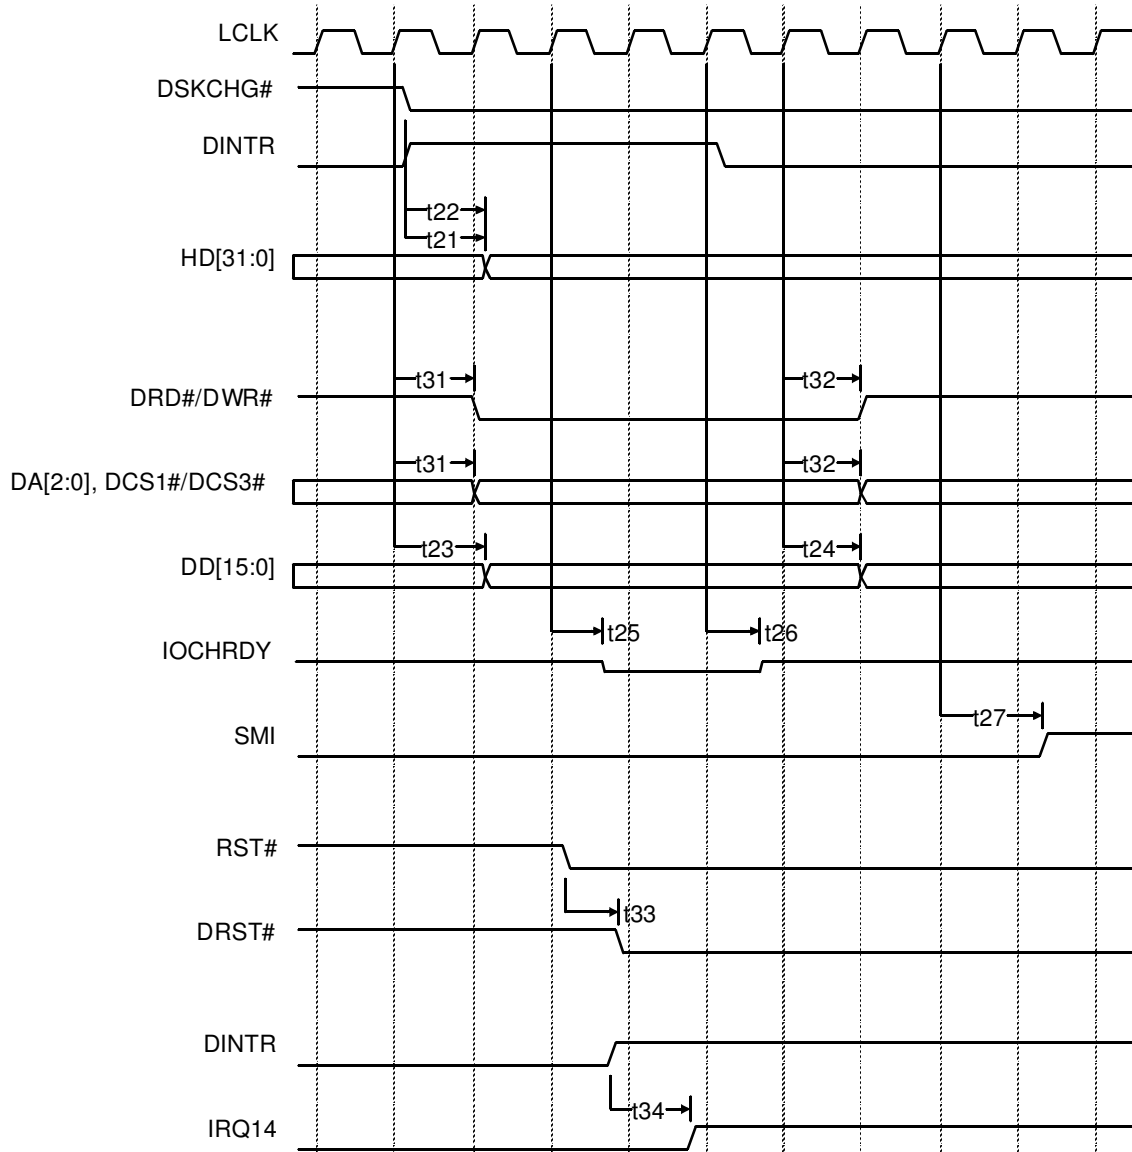 LCLK
DSKCHG#
DINTR
t22
t21
HD[31:0]
t31
t32
DRD#/DWR#
t31
t32
DA[2:0], DCS1#/DCS3#
t23
t24
DD[15:0]
t25
t26
IOCHRDY
t27
SMI
RST#
t33
DRST#
DINTR
t34
IRQ14